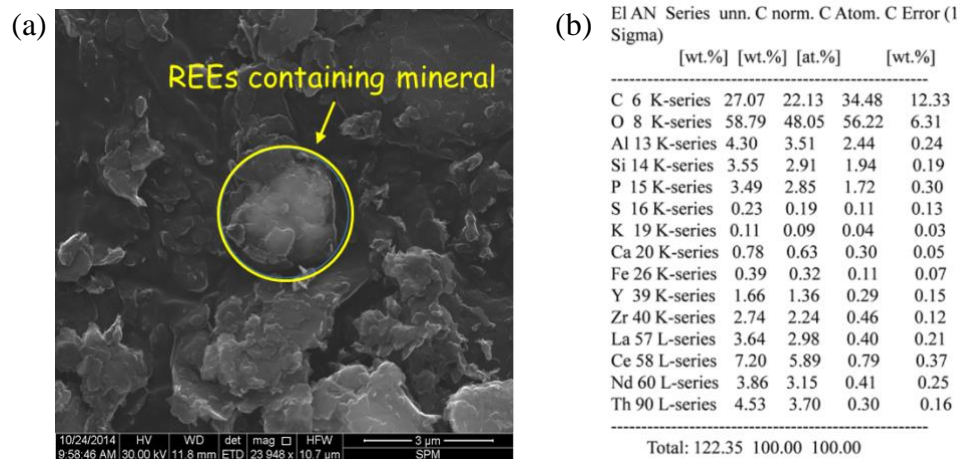 (a)
REEs containing mineral
10/24/2014 HV WD det mag □ HFW 3 μm
9:58:46 AM 30.00 kV 11.8 mm ETD 23 948 x 10.7 μm SPM
(b)
El AN Series unn. C norm. C Atom. C Error (1
Sigma)
[wt.%] [wt.%] [at.%] [wt.%]
C 6 K-series 27.07 22.13 34.48 12.33
O 8 K-series 58.79 48.05 56.22 6.31
Al 13 K-series 4.30 3.51 2.44 0.24
Si 14 K-series 3.55 2.91 1.94 0.19
P 15 K-series 3.49 2.85 1.72 0.30
S 16 K-series 0.23 0.19 0.11 0.13
K 19 K-series 0.11 0.09 0.04 0.03
Ca 20 K-series 0.78 0.63 0.30 0.05
Fe 26 K-series 0.39 0.32 0.11 0.07
Y 39 K-series 1.66 1.36 0.29 0.15
Zr 40 K-series 2.74 2.24 0.46 0.12
La 57 L-series 3.64 2.98 0.40 0.21
Ce 58 L-series 7.20 5.89 0.79 0.37
Nd 60 L-series 3.86 3.15 0.41 0.25
Th 90 L-series 4.53 3.70 0.30 0.16
Total: 122.35 100.00 100.00